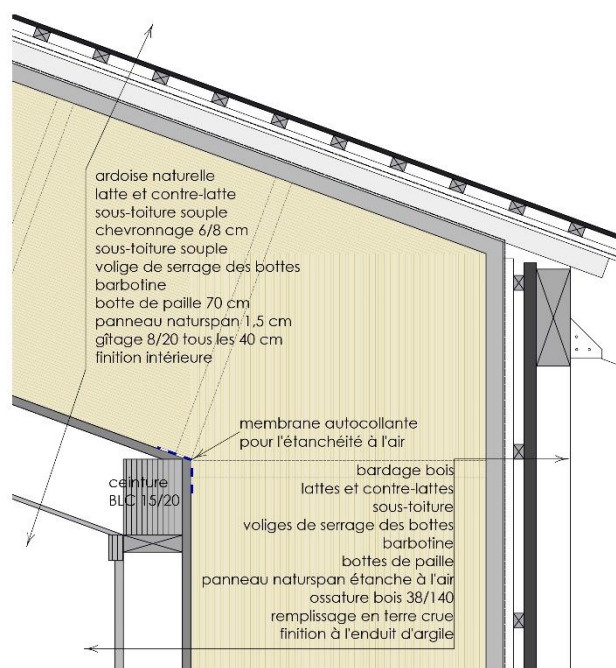 ardoise naturelle
latte et contre-latte
sous-toiture souple
chevronnage 6/8 cm
sous-toiture souple
volige de serrage des bottes
barbotine
botte de paille 70 cm
panneau naturspan 1,5 cm
gîtage 8/20 tous les 40 cm
finition intérieure
membrane autocollante
pour l'étanchéité à l'air
ceinture
BLC 15/20
bardage bois
lattes et contre-lattes
sous-toiture
voliges de serrage des bottes
barbotine
bottes de paille
panneau naturspan étanche à l'air
ossature bois 38/140
remplissage en terre crue
finition à l'enduit d'argile